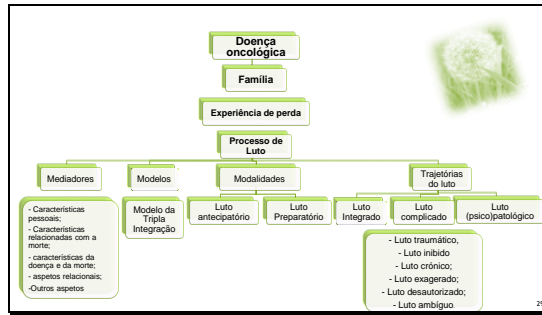 Doença
oncológica
Família
Experiência de perda
Processo de
Luto
Mediadores
Modelos
Modalidades
Trajetórias
do luto
- Características
pessoais;
- Características
relacionadas com a
morte;
- características da
doença e da morte;
- aspetos relacionais;
-Outros aspetos
Modelo da
Tripla
Integração
Luto
antecipatório
Luto
Preparatório
Luto
Integrado
Luto
complicado
Luto
(psico)patológico
- Luto traumático,
- Luto inibido
- Luto crónico;
- Luto exagerado;
- Luto desautorizado;
- Luto ambíguo.
29